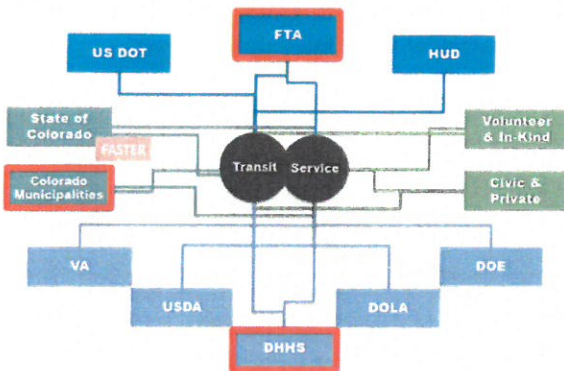 FTA
US DOT
HUD
State of
Colorado
FASTER
Volunteer
& In-Kind
Transit
Service
Colorado
Municipalities
Civic &
Private
VA
DOE
USDA
DOLA
DHHS